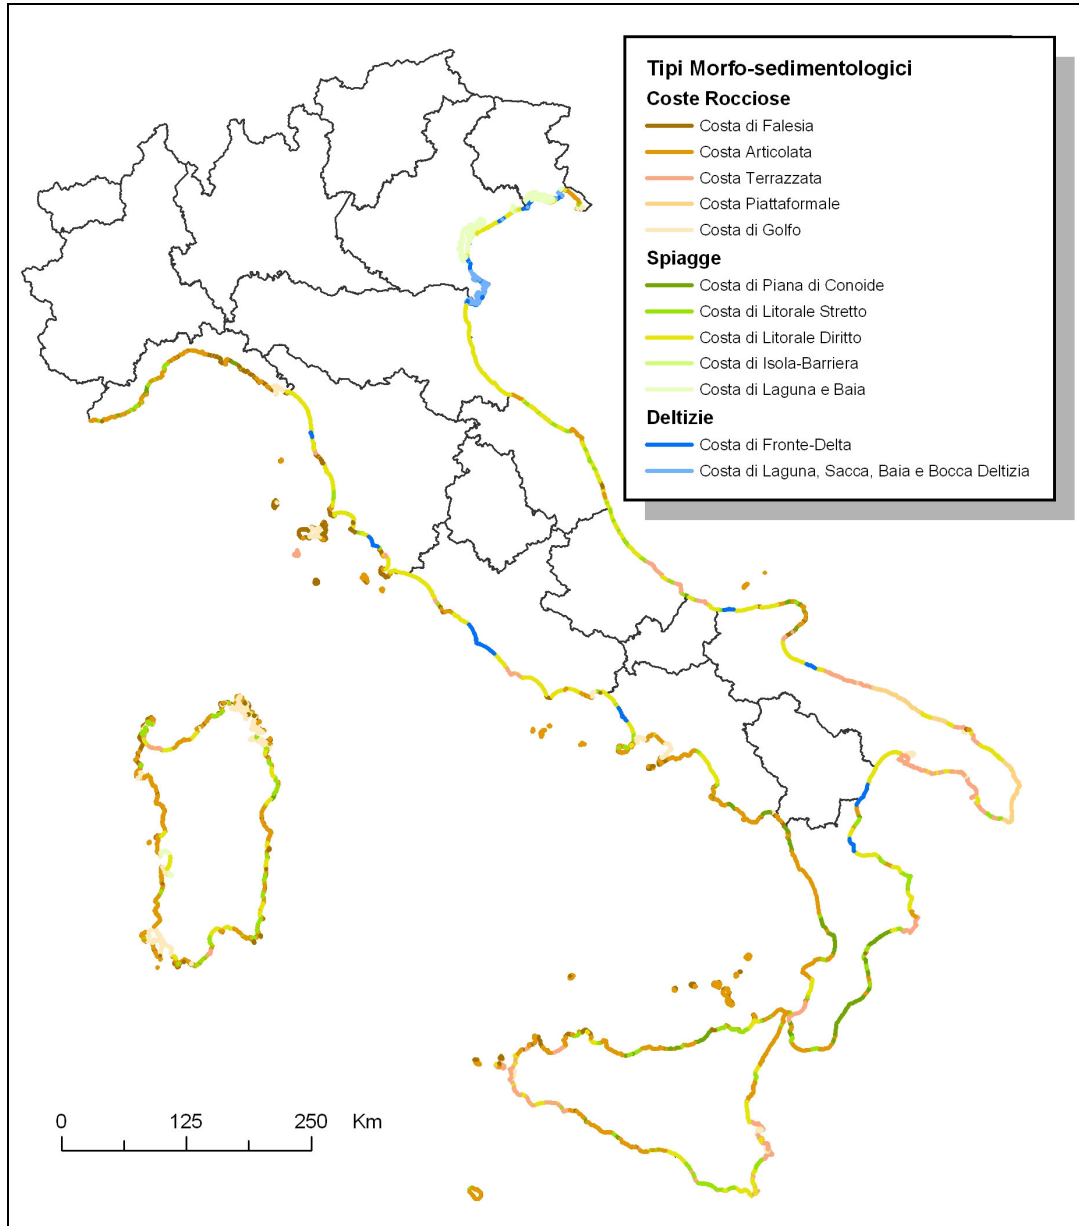 Tipi Morfo-sedimentologici
Coste Rocciose
Costa di Falesia
Costa Articolata
Costa Terrazzata
Costa Piattaformale
Costa di Golfo
Spiagge
Costa di Piana di Conoide
Costa di Litorale Stretto
Costa di Litorale Diritto
Costa di Isola-Barriera
Costa di Laguna e Baia
Deltizie
Costa di Fronte-Delta
Costa di Laguna, Sacca, Baia e Bocca Deltizia
0 125 250 Km